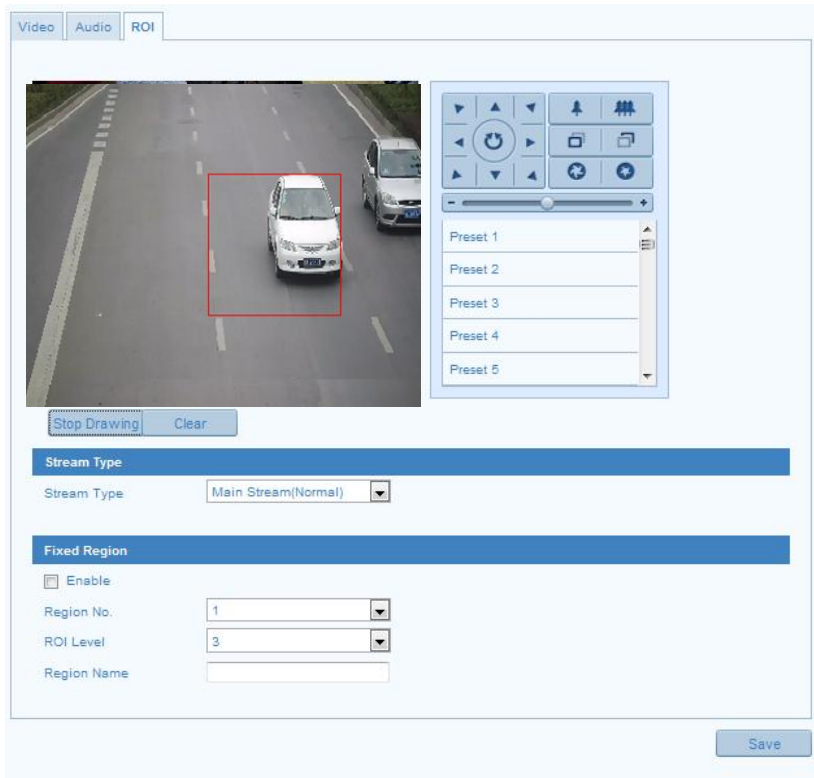 Video Audio ROI
Preset 1
Preset 2
Preset 3
Preset 4
Preset 5
Stop Drawing Clear
Stream Type
Stream Type Main Stream(Normal)
Fixed Region
Enable
Region No. 1
ROI Level 3
Region Name
Save